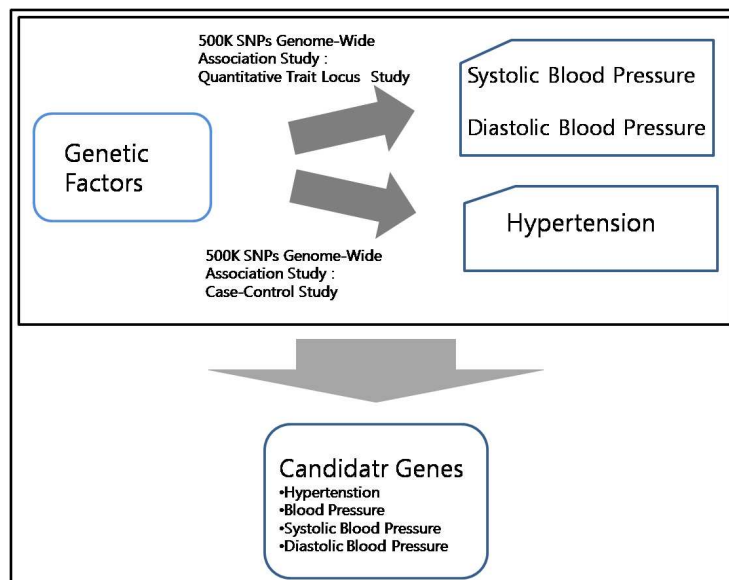 500K SNPs Genome-Wide
Association Study :
Quantitative Trait Locus Study
Systolic Blood Pressure
Diastolic Blood Pressure
Genetic
Factors
Hypertension
500K SNPs Genome-Wide
Association Study :
Case-Control Study
Candidatr Genes
•Hypertenstion
•Blood Pressure
•Systolic Blood Pressure
•Diastolic Blood Pressure